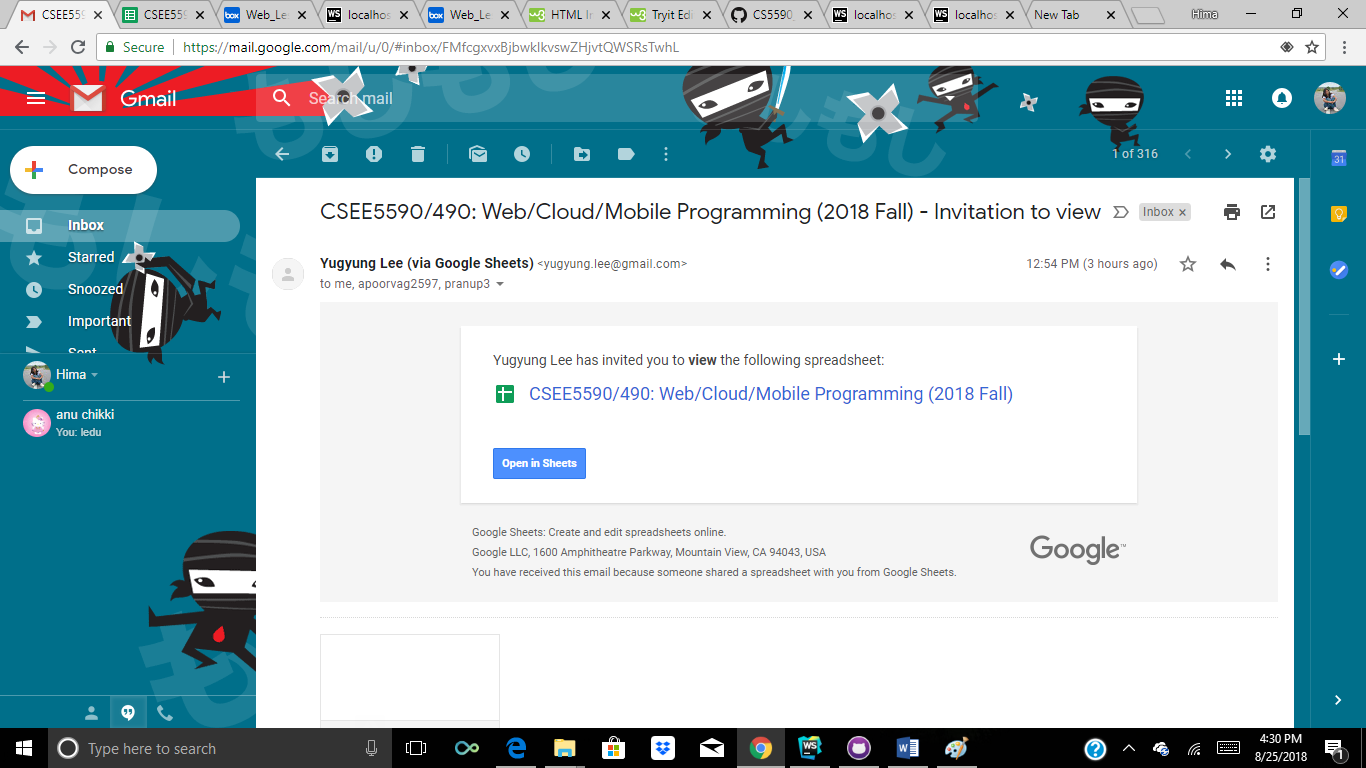 CSEE559
CSEE559
Web_Le
localhos
Web_Le
HTML In
Tryit Edi
CS5590
localhos
localhos
New Tab
Hima
Secure
https://mail.google.com/mail/u/0/#inbox/FMfcgxvxBjbwkIkvswZHjvtQWSRsTwhL
Gmail
Search mail
Compose
1 of 316
31
CSEE5590/490: Web/Cloud/Mobile Programming (2018 Fall) - Invitation to view
Inbox x
Inbox
Starred
Snoozed
Important
Sent
Hima
anu chikki
You: ledu
Yugyung Lee (via Google Sheets) <yugyung.lee@gmail.com>
12:54 PM (3 hours ago)
to me, apoorvag2597, pranup3
Yugyung Lee has invited you to view the following spreadsheet:
CSEE5590/490: Web/Cloud/Mobile Programming (2018 Fall)
Open in Sheets
Google Sheets: Create and edit spreadsheets online.
Google LLC, 1600 Amphitheatre Parkway, Mountain View, CA 94043, USA
You have received this email because someone shared a spreadsheet with you from Google Sheets.
Google™
Type here to search
4:30 PM
8/25/2018
1